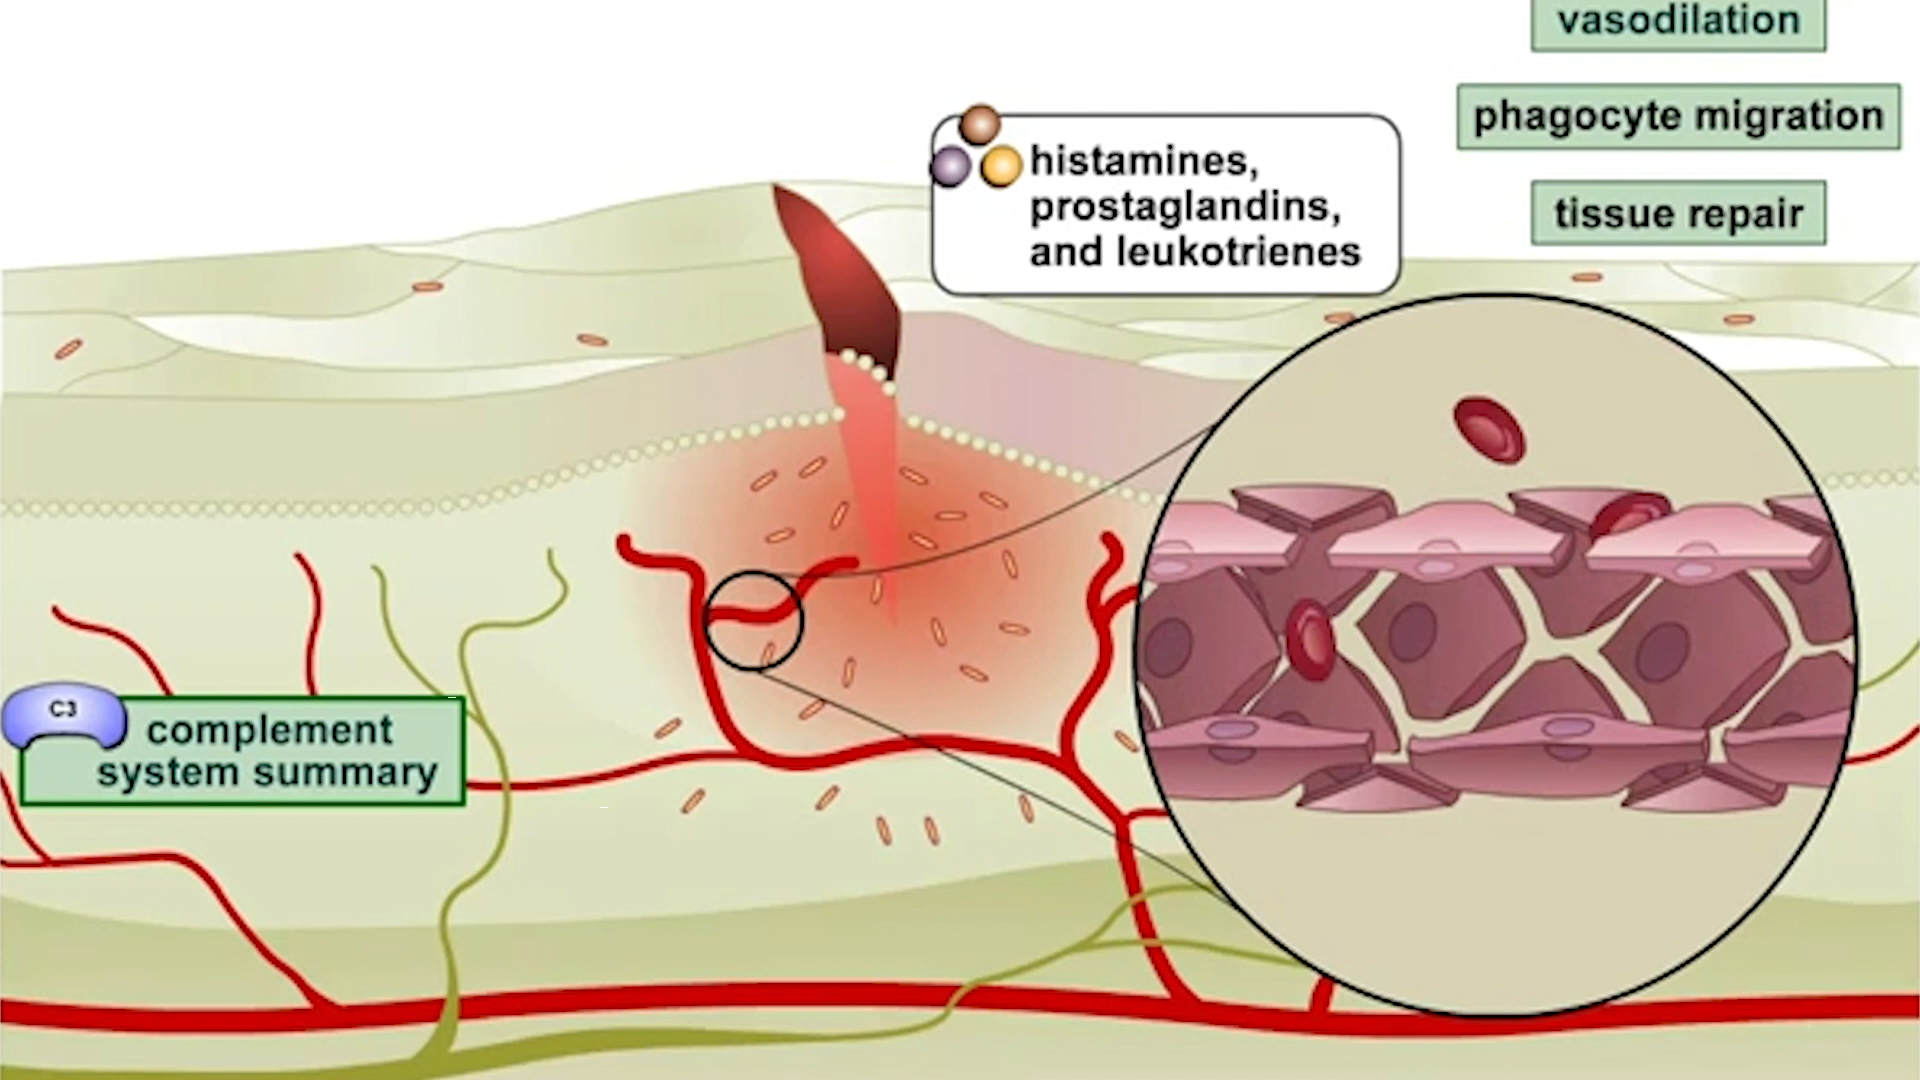 vasodilation
phagocyte migration
tissue repair
histamines,
prostaglandins,
and leukotrienes
C3
complement
system summary